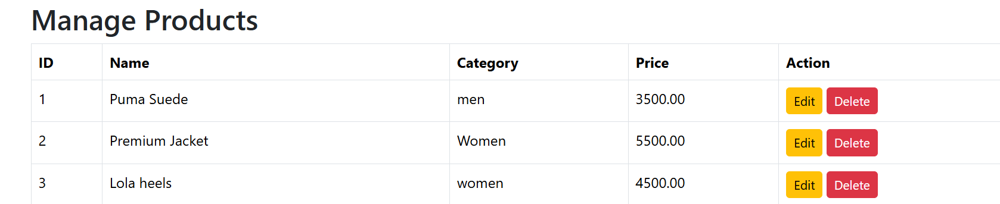 Manage Products
ID Name Category Price Action
1 Puma Suede men 3500.00 Edit Delete
2 Premium Jacket Women 5500.00 Edit Delete
3 Lola heels women 4500.00 Edit Delete